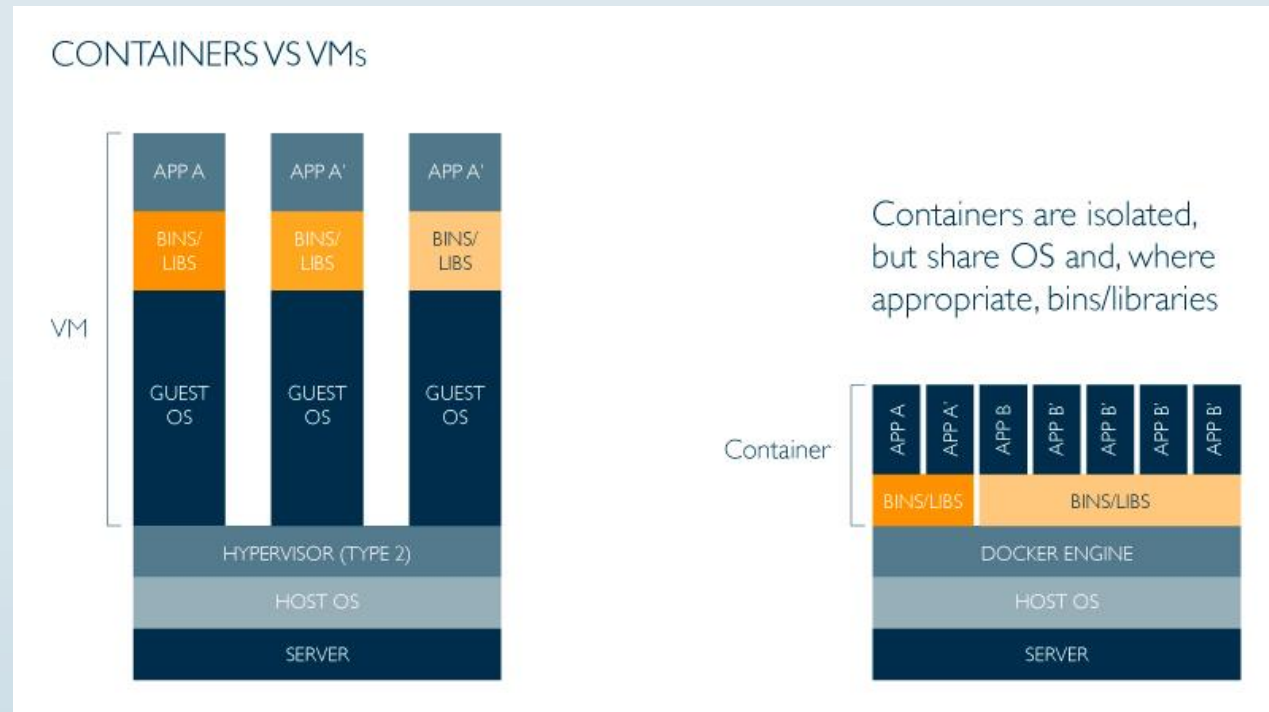 CONTAINERS VS VMs
VM
APP A
BINS/
LIBS
GUEST
OS
APP A'
BINS/
LIBS
GUEST
OS
APP A'
BINS/
LIBS
GUEST
OS
HYPERVISOR (TYPE 2)
HOST OS
SERVER
Containers are isolated,
but share OS and, where
appropriate, bins/libraries
Container
APP A
APP A'
APP B
APP B'
APP B'
APP B'
APP B'
BINS/LIBS
BINS/LIBS
DOCKER ENGINE
HOST OS
SERVER